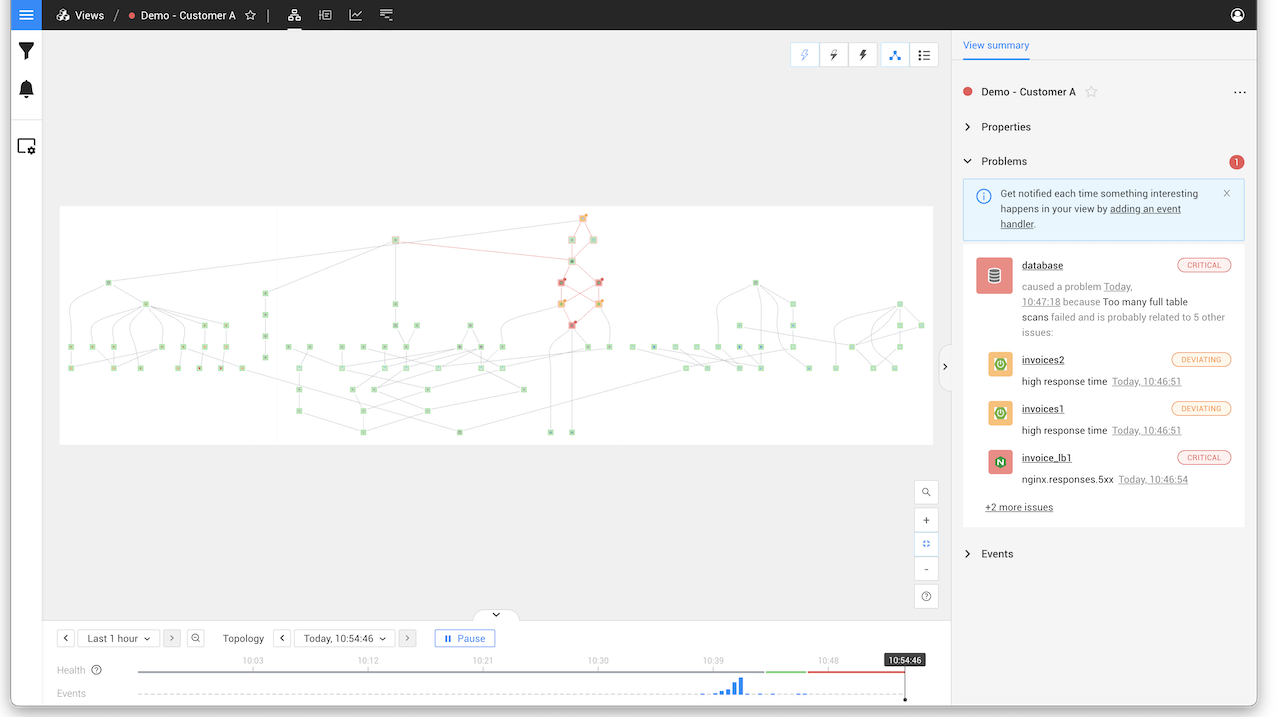 Views / Demo - Customer A
View summary
Demo - Customer A
Properties
Problems 1
Get notified each time something interesting
happens in your view by adding an event
handler.
database CRITICAL
caused a problem Today,
10:47:18 because Too many full table
scans failed and is probably related to 5 other
issues:
invoices2 DEVIATING
high response time Today, 10:46:51
invoices1 DEVIATING
high response time Today, 10:46:51
invoice_lb1 CRITICAL
nginx.responses.5xx Today, 10:46:54
+2 more issues
Events
Last 1 hour Topology Today, 10:54:46 Pause
10:03 10:12 10:21 10:30 10:39 10:48 10:54:46
Health
Events